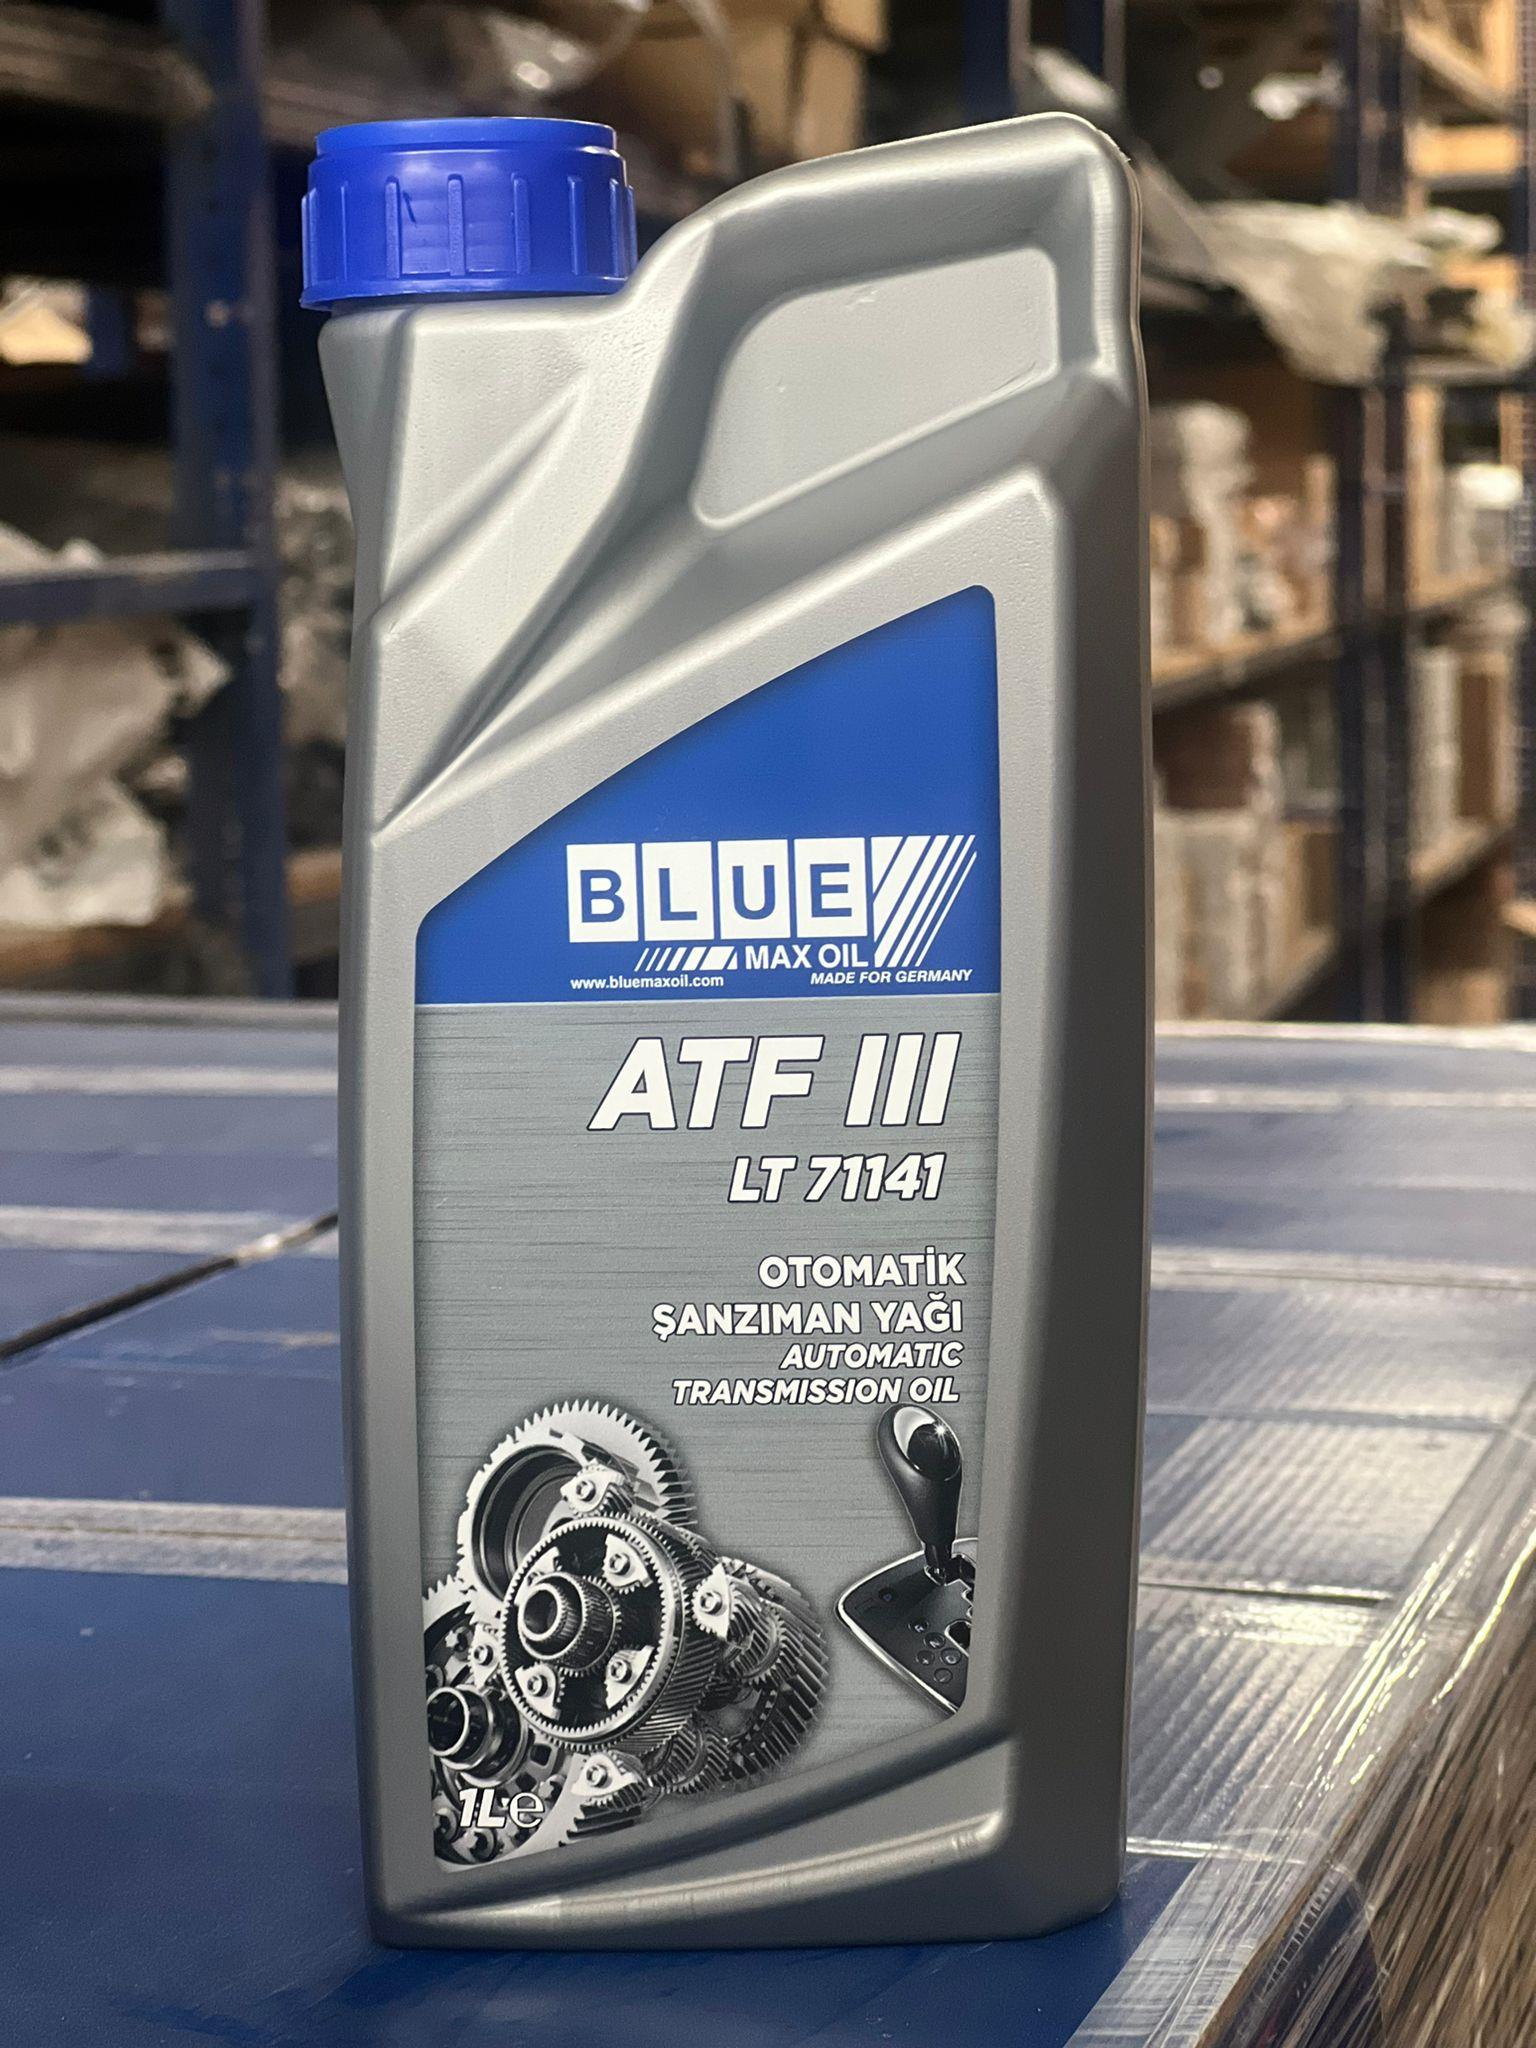 BLUE
MAX OIL
www.bluemaxoil.com MADE FOR GERMANY
ATF III
LT 71141
OTOMATİK
ŞANZIMAN YAĞI
AUTOMATIC
TRANSMISSION OIL
1L e